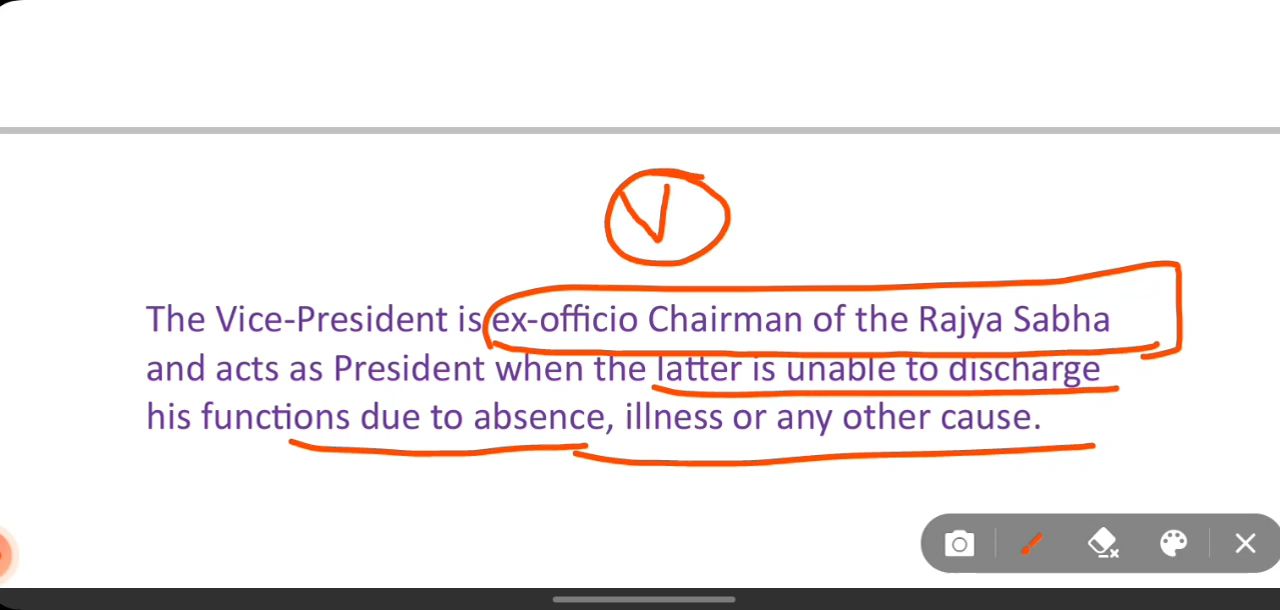 V
The Vice-President is ex-officio Chairman of the Rajya Sabha
and acts as President when the latter is unable to discharge
his functions due to absence, illness or any other cause.